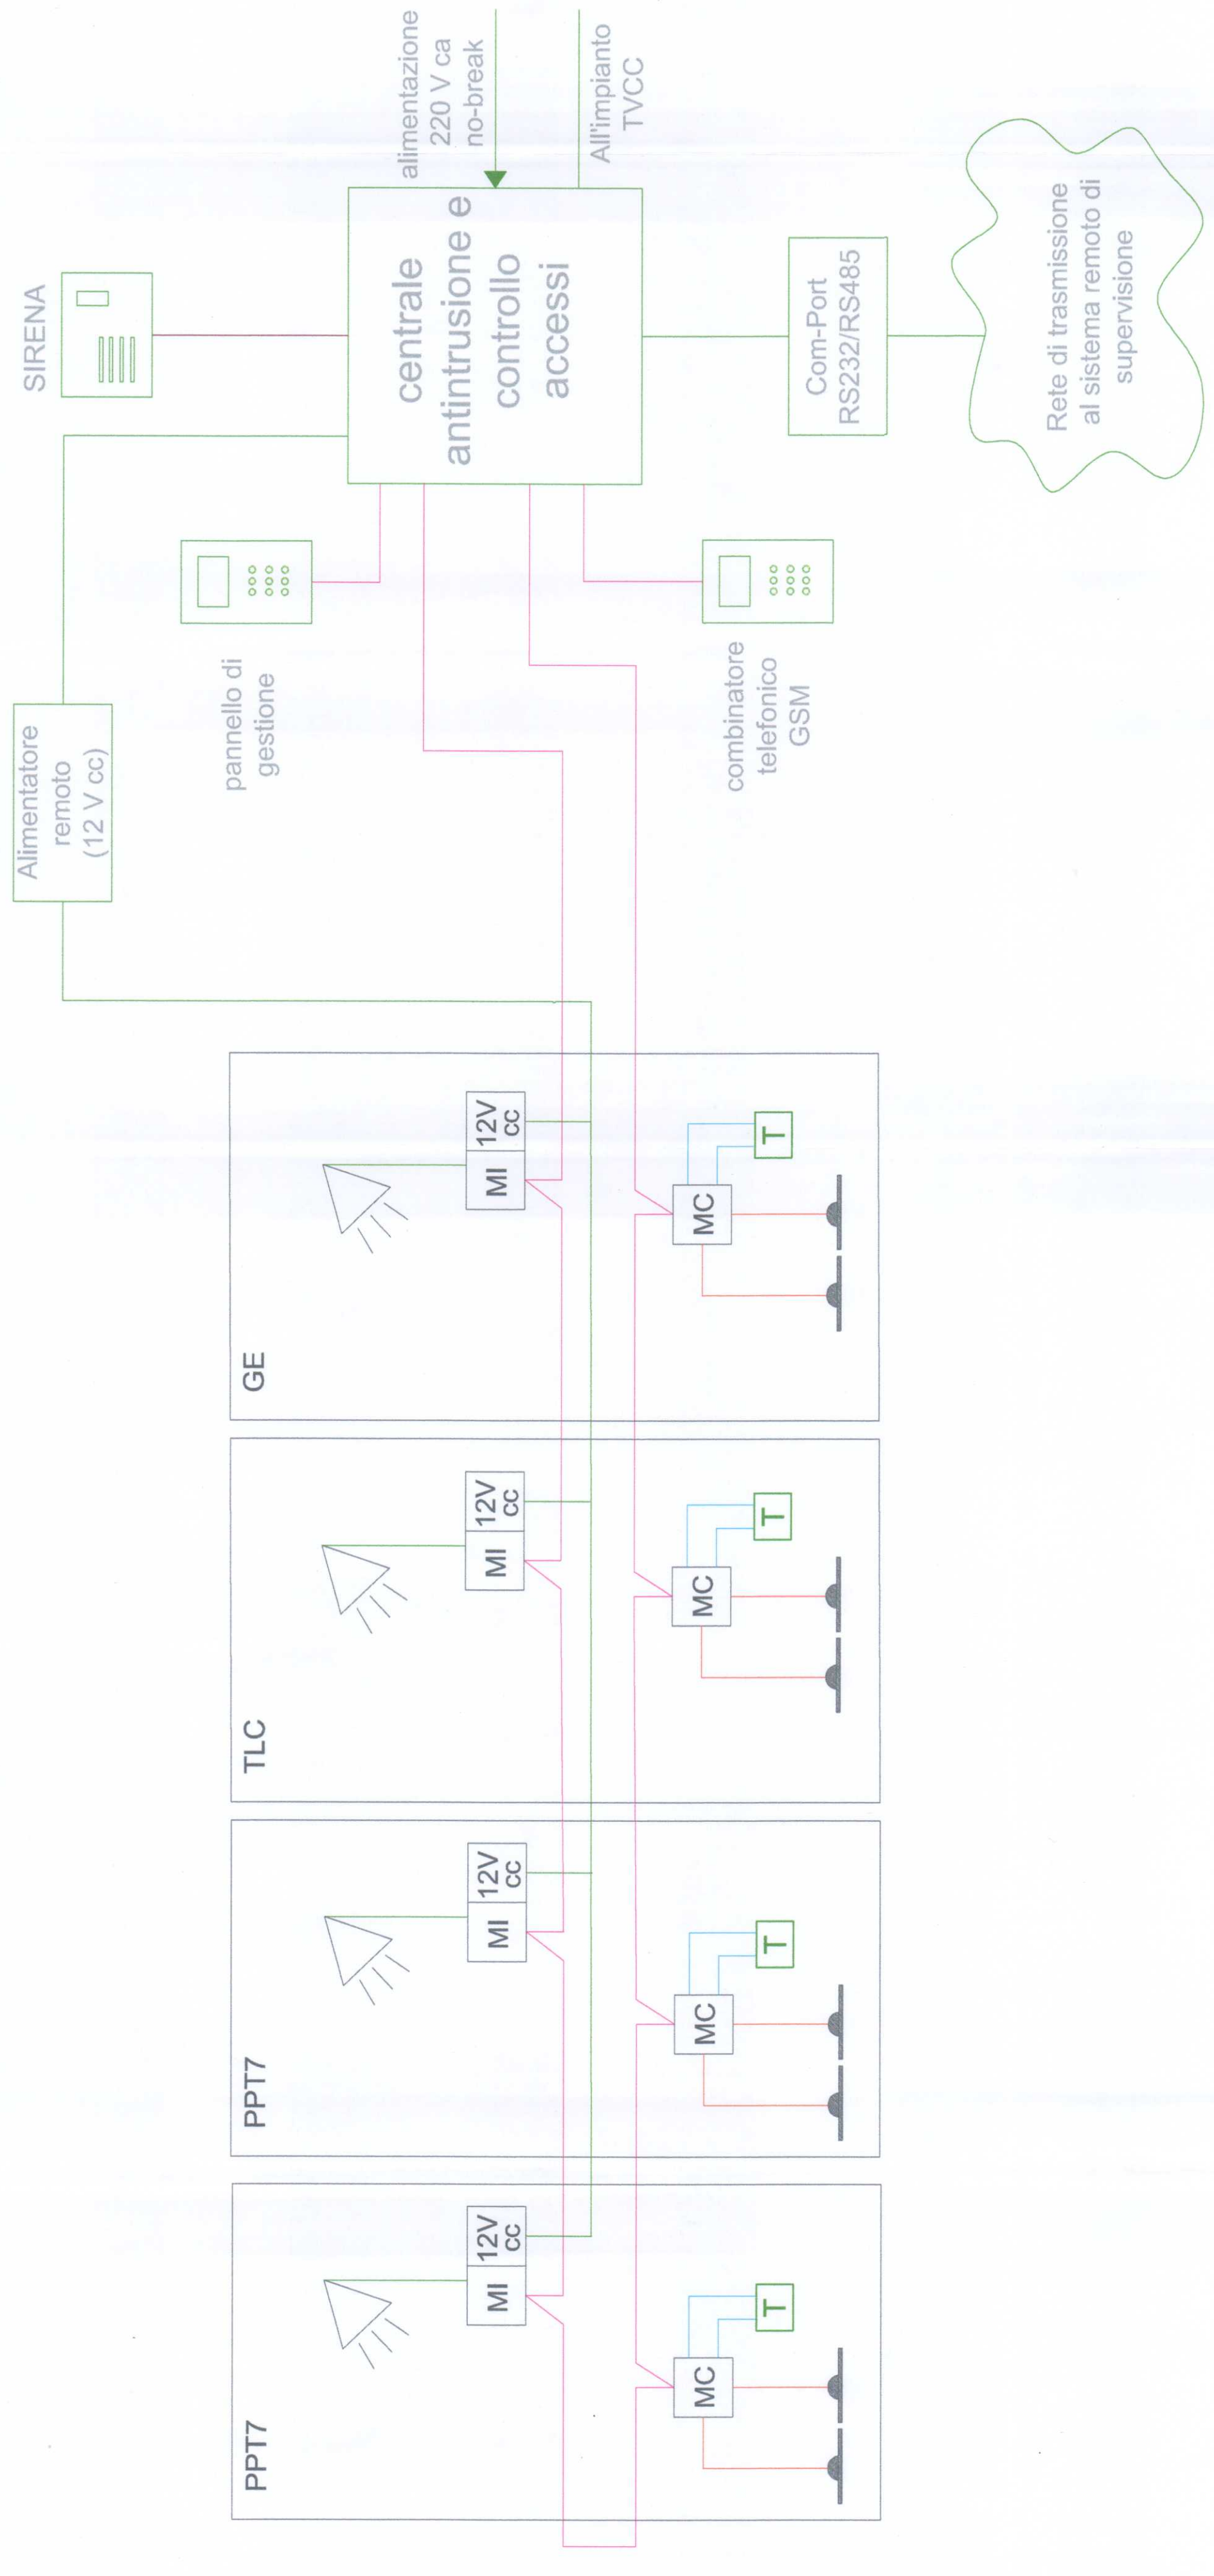 SIRENA
alimentazione
220 V ca
no-break
All'impianto
TVCC
centrale
antintrusione e
controllo
accessi
Com-Port
RS232/RS485
Rete di trasmissione
al sistema remoto di
supervisione
Alimentatore
remoto
(12 V cc)
pannello di
gestione
combinatore
telefonico
GSM
GE
MI
12V
cc
MC
T
TLC
MI
12V
cc
MC
T
PPT7
MI
12V
cc
MC
T
PPT7
MI
12V
cc
MC
T